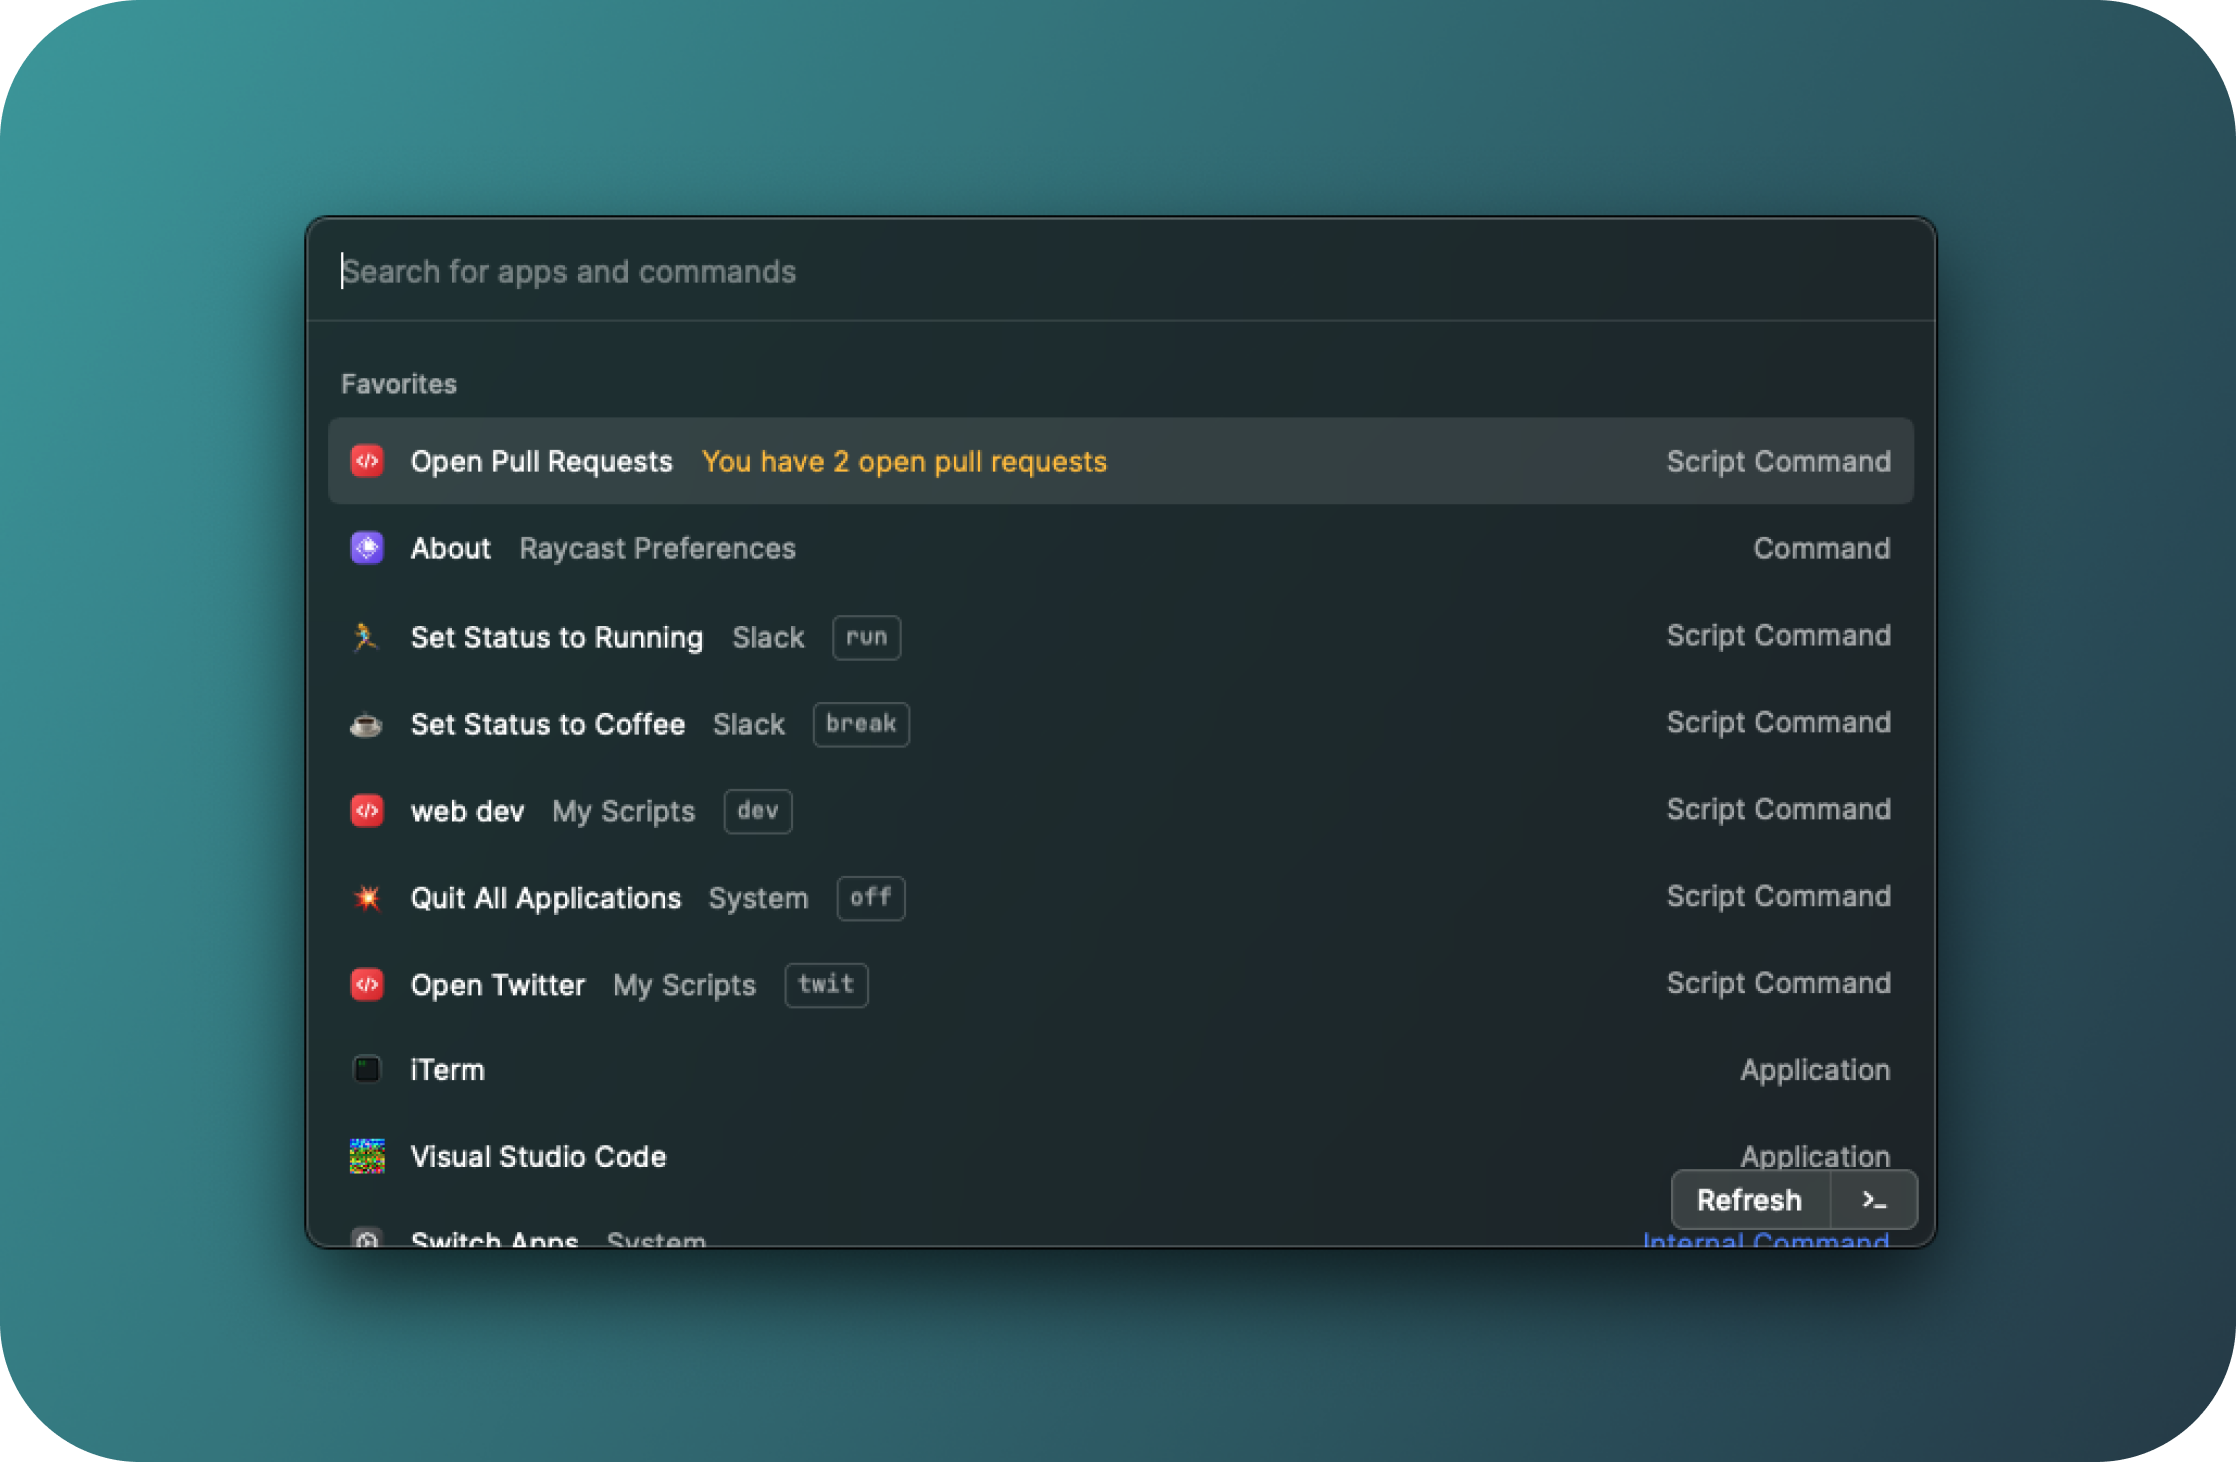 Search for apps and commands
Favorites
Open Pull Requests You have 2 open pull requests Script Command
About Raycast Preferences Command
Set Status to Running Slack run Script Command
Set Status to Coffee Slack break Script Command
web dev My Scripts dev Script Command
Quit All Applications System off Script Command
Open Twitter My Scripts twit Script Command
iTerm Application
Visual Studio Code Application
Refresh >_
Switch Apps System Internal Command